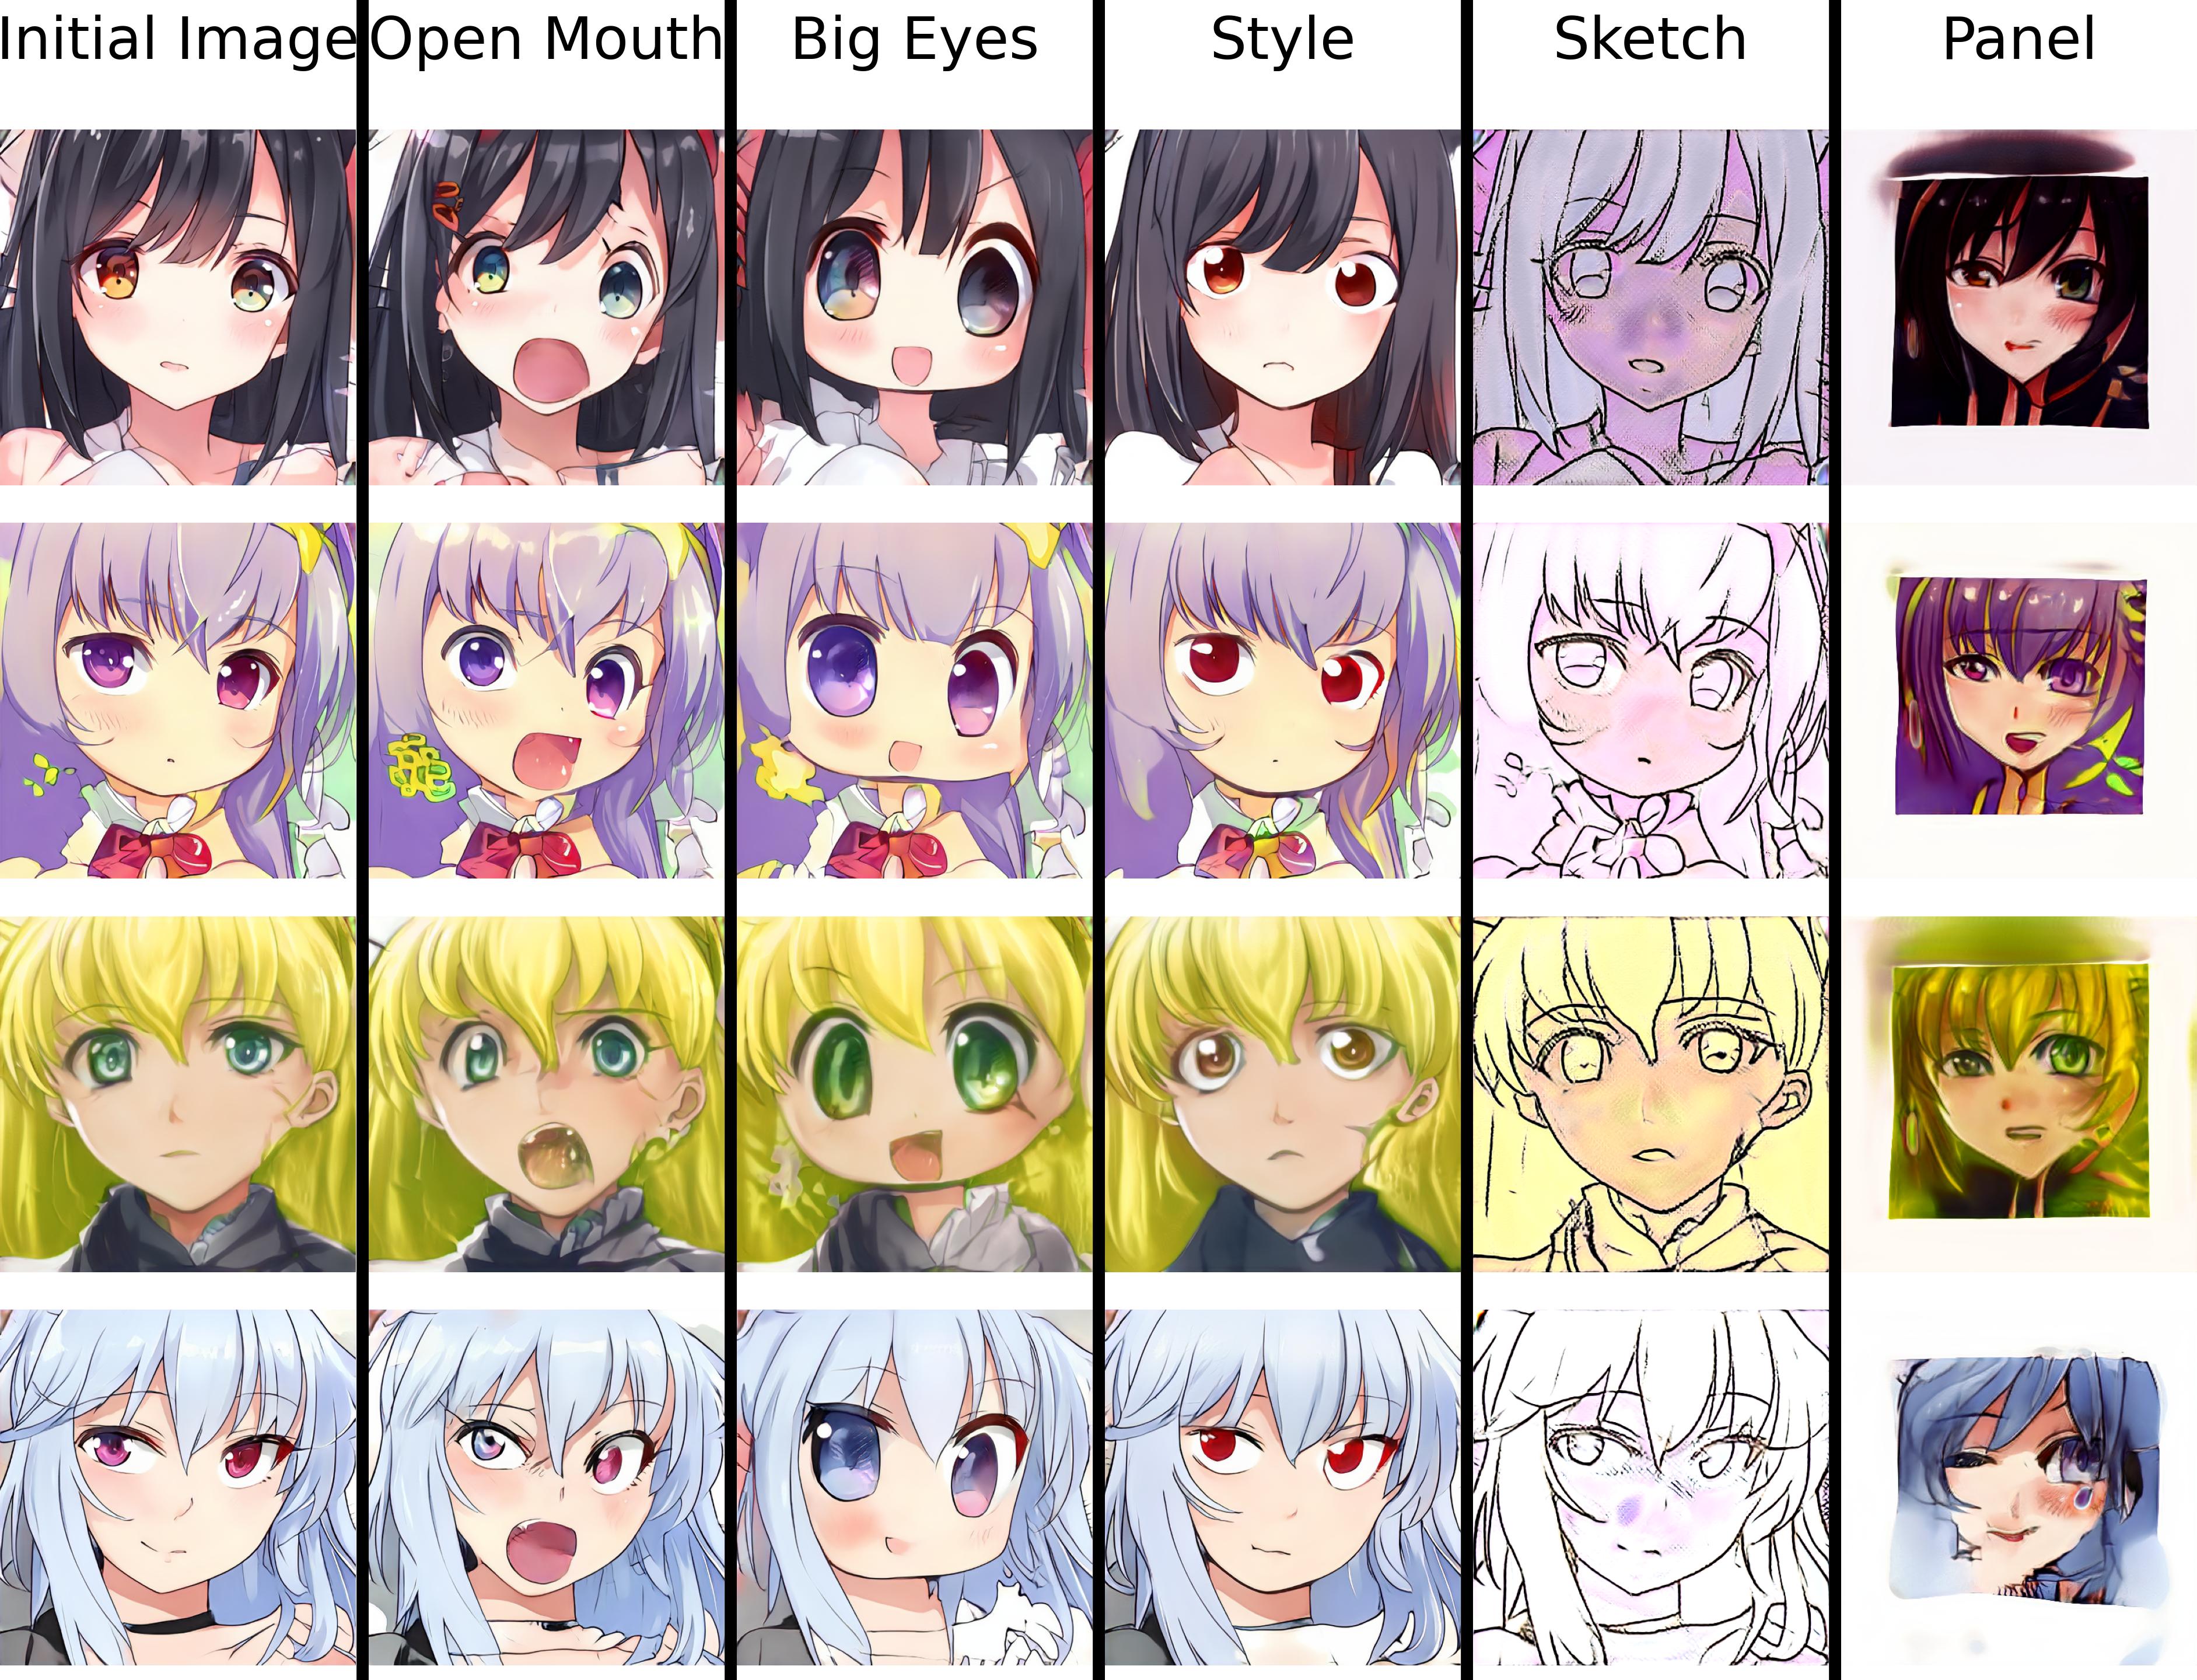 Initial Image
Open Mouth
Big Eyes
Style
Sketch
Panel